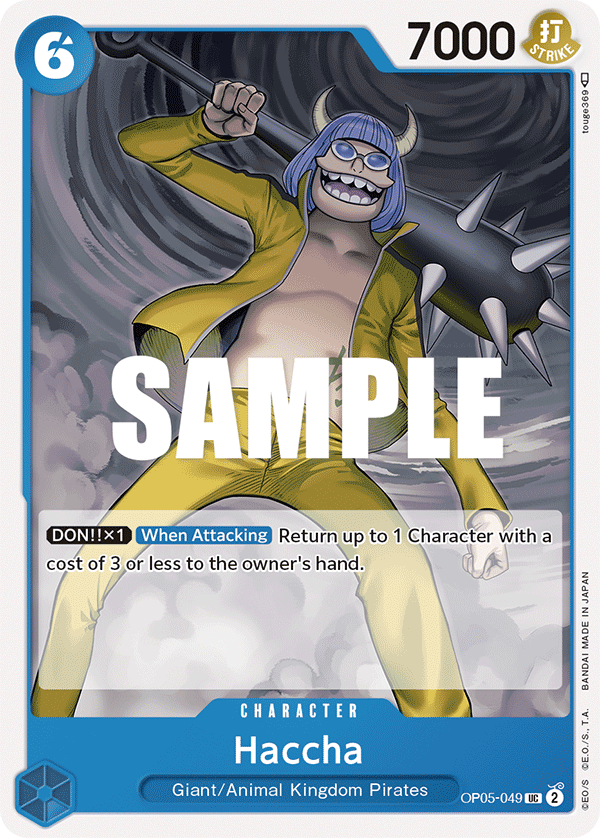 6
7000
打
STRIKE
touge369
SAMPLE
DON!!×1 When Attacking Return up to 1 Character with a
cost of 3 or less to the owner's hand.
CHARACTER
Haccha
Giant/Animal Kingdom Pirates
OP05-049 UC 2
©E.O/S ©E.O./S., T.A. BANDAI MADE IN JAPAN